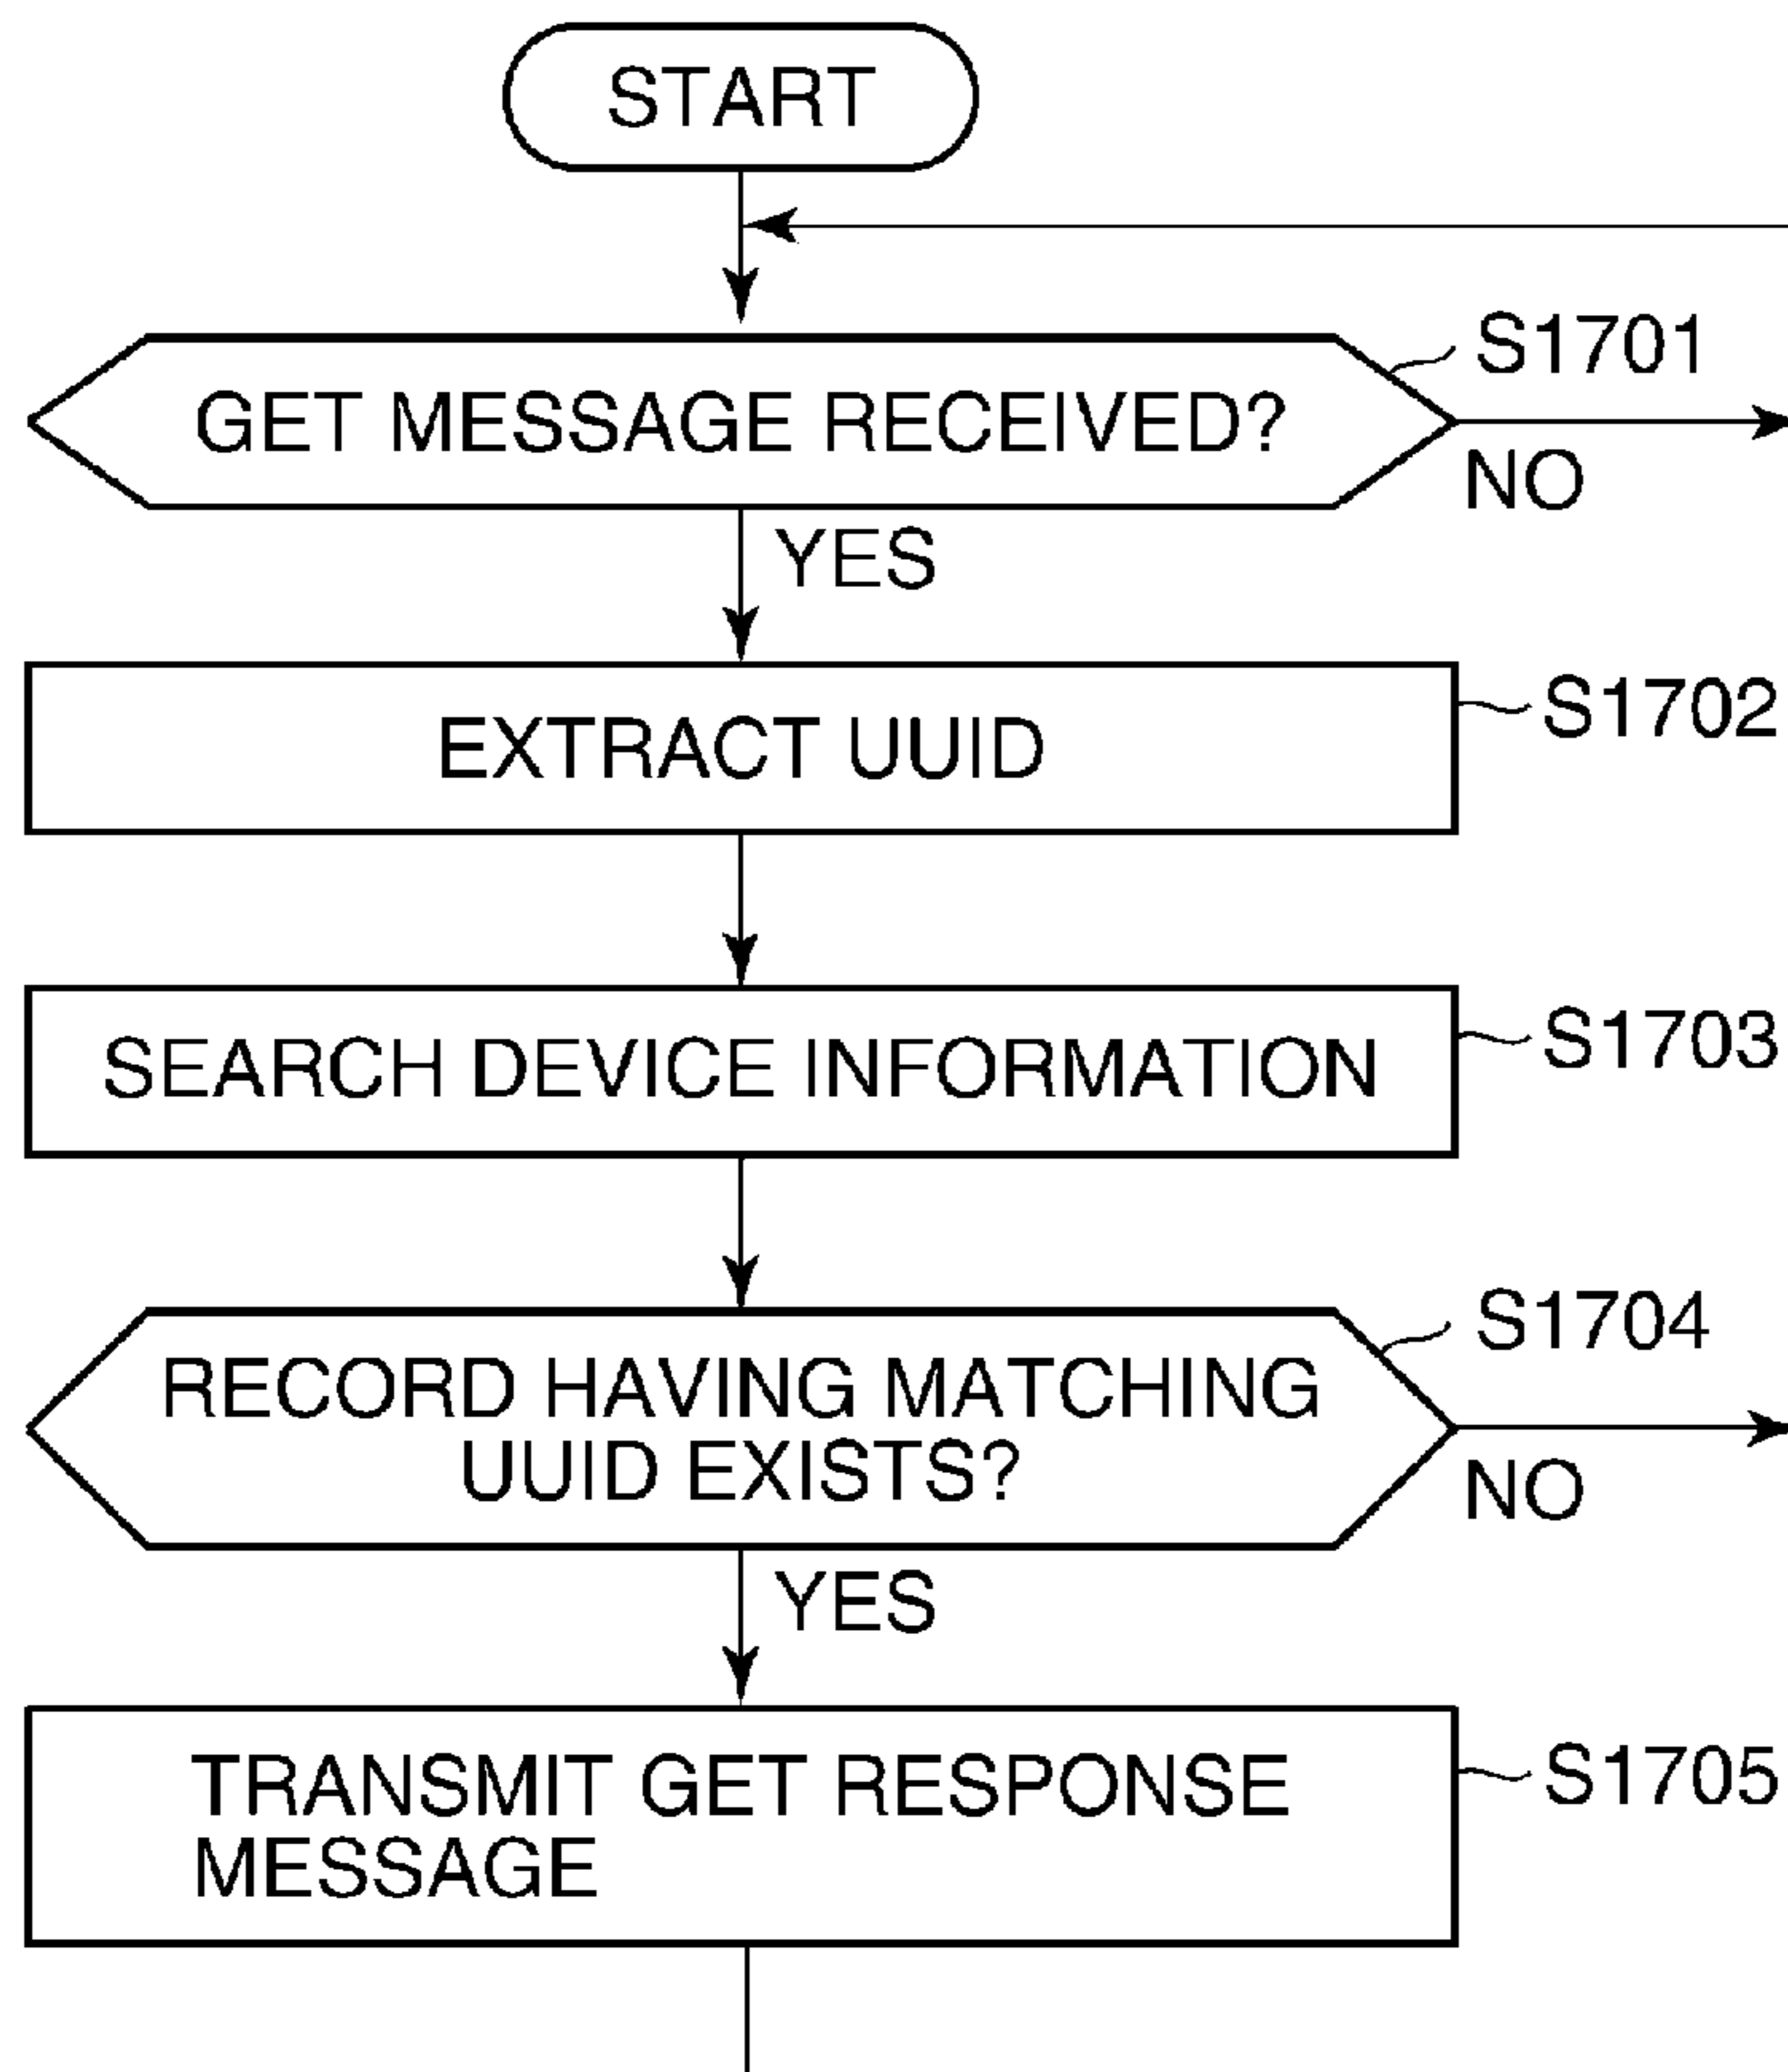 START
S1701
GET MESSAGE RECEIVED?
NO
YES
S1702
EXTRACT UUID
S1703
SEARCH DEVICE INFORMATION
S1704
RECORD HAVING MATCHING
UUID EXISTS?
NO
YES
S1705
TRANSMIT GET RESPONSE
MESSAGE